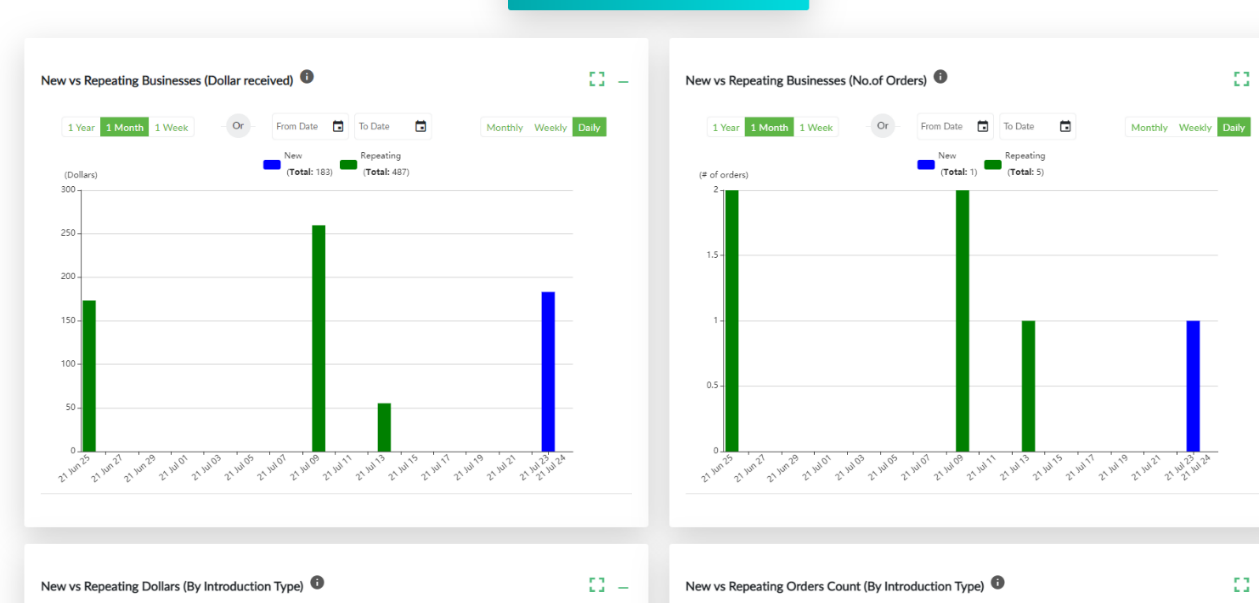 New vs Repeating Businesses (Dollar received)
1 Year 1 Month 1 Week Or From Date To Date Monthly Weekly Daily
New
(Total: 183)
Repeating
(Total: 487)
(Dollars)
300
250
200
150
100
50
0
21 Jun 25 21 Jun 27 21 Jun 29 21 Jul 01 21 Jul 03 21 Jul 05 21 Jul 07 21 Jul 09 21 Jul 11 21 Jul 13 21 Jul 15 21 Jul 17 21 Jul 19 21 Jul 21 21 Jul 23 21 Jul 24
New vs Repeating Businesses (No.of Orders)
1 Year 1 Month 1 Week Or From Date To Date Monthly Weekly Daily
New
(Total: 1)
Repeating
(Total: 5)
(# of orders)
2
1.5
1
0.5
0
21 Jun 25 21 Jun 27 21 Jun 29 21 Jul 01 21 Jul 03 21 Jul 05 21 Jul 07 21 Jul 09 21 Jul 11 21 Jul 13 21 Jul 15 21 Jul 17 21 Jul 19 21 Jul 21 21 Jul 23 21 Jul 24
New vs Repeating Dollars (By Introduction Type)
New vs Repeating Orders Count (By Introduction Type)